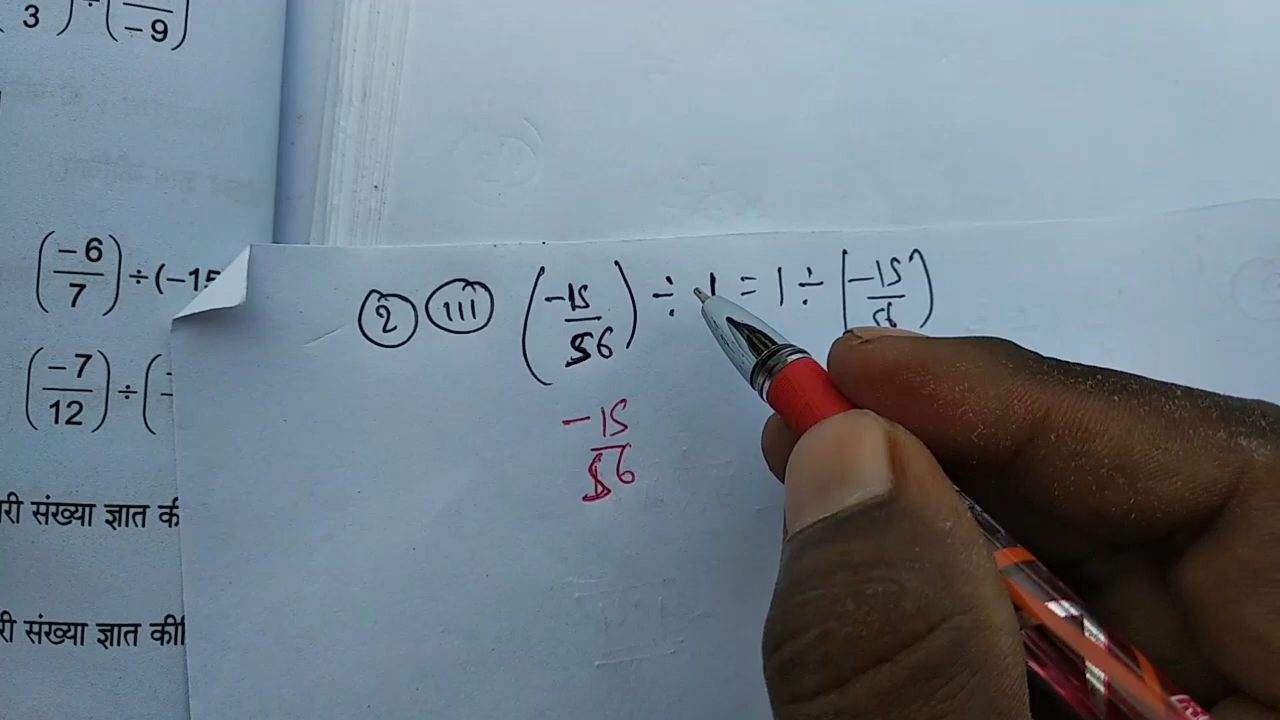 3 ) ÷ ( / -9 )
(-6/7) ÷ (-15
(-7/12) ÷ (-
री संख्या ज्ञात की
री संख्या ज्ञात की
② ⅲ (-15/56) ÷ 1 = 1 ÷ (-15/56)
-15/56